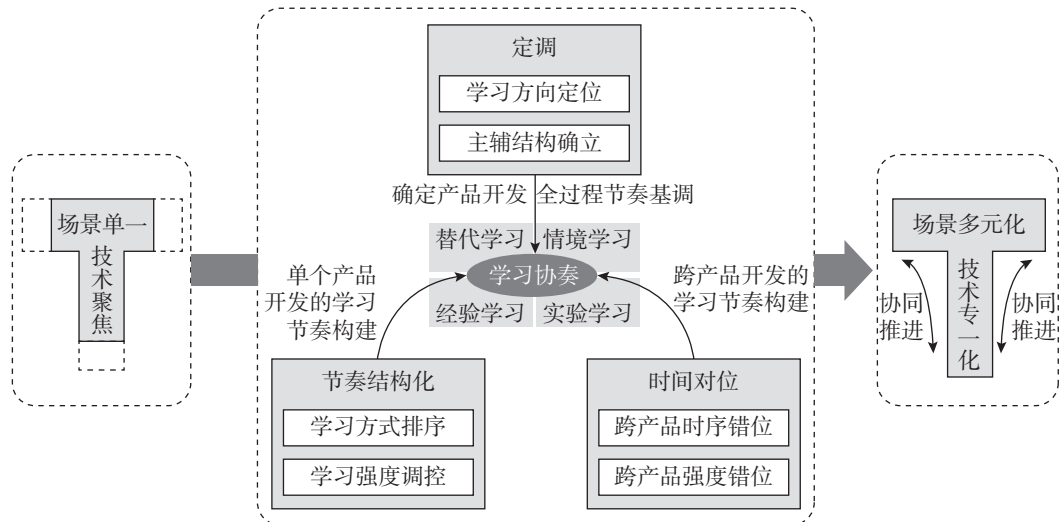 定调
学习方向定位
主辅结构确立
确定产品开发 全过程节奏基调
场景单一
技术聚焦
替代学习 情境学习
学习协奏
经验学习 实验学习
单个产品
开发的学习
节奏构建
跨产品开发的
学习节奏构建
节奏结构化
学习方式排序
学习强度调控
时间对位
跨产品时序错位
跨产品强度错位
场景多元化
技术专一化
协同
推进
协同
推进